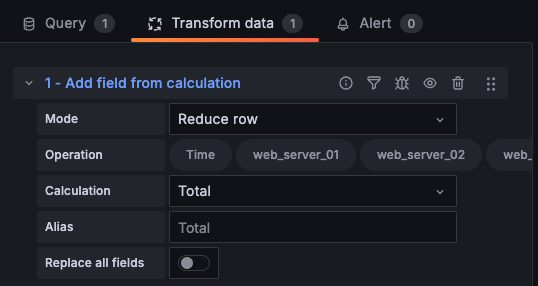 Query 1 Transform data 1 Alert 0
1 - Add field from calculation
Mode Reduce row
Operation Time web_server_01 web_server_02 web_
Calculation Total
Alias Total
Replace all fields